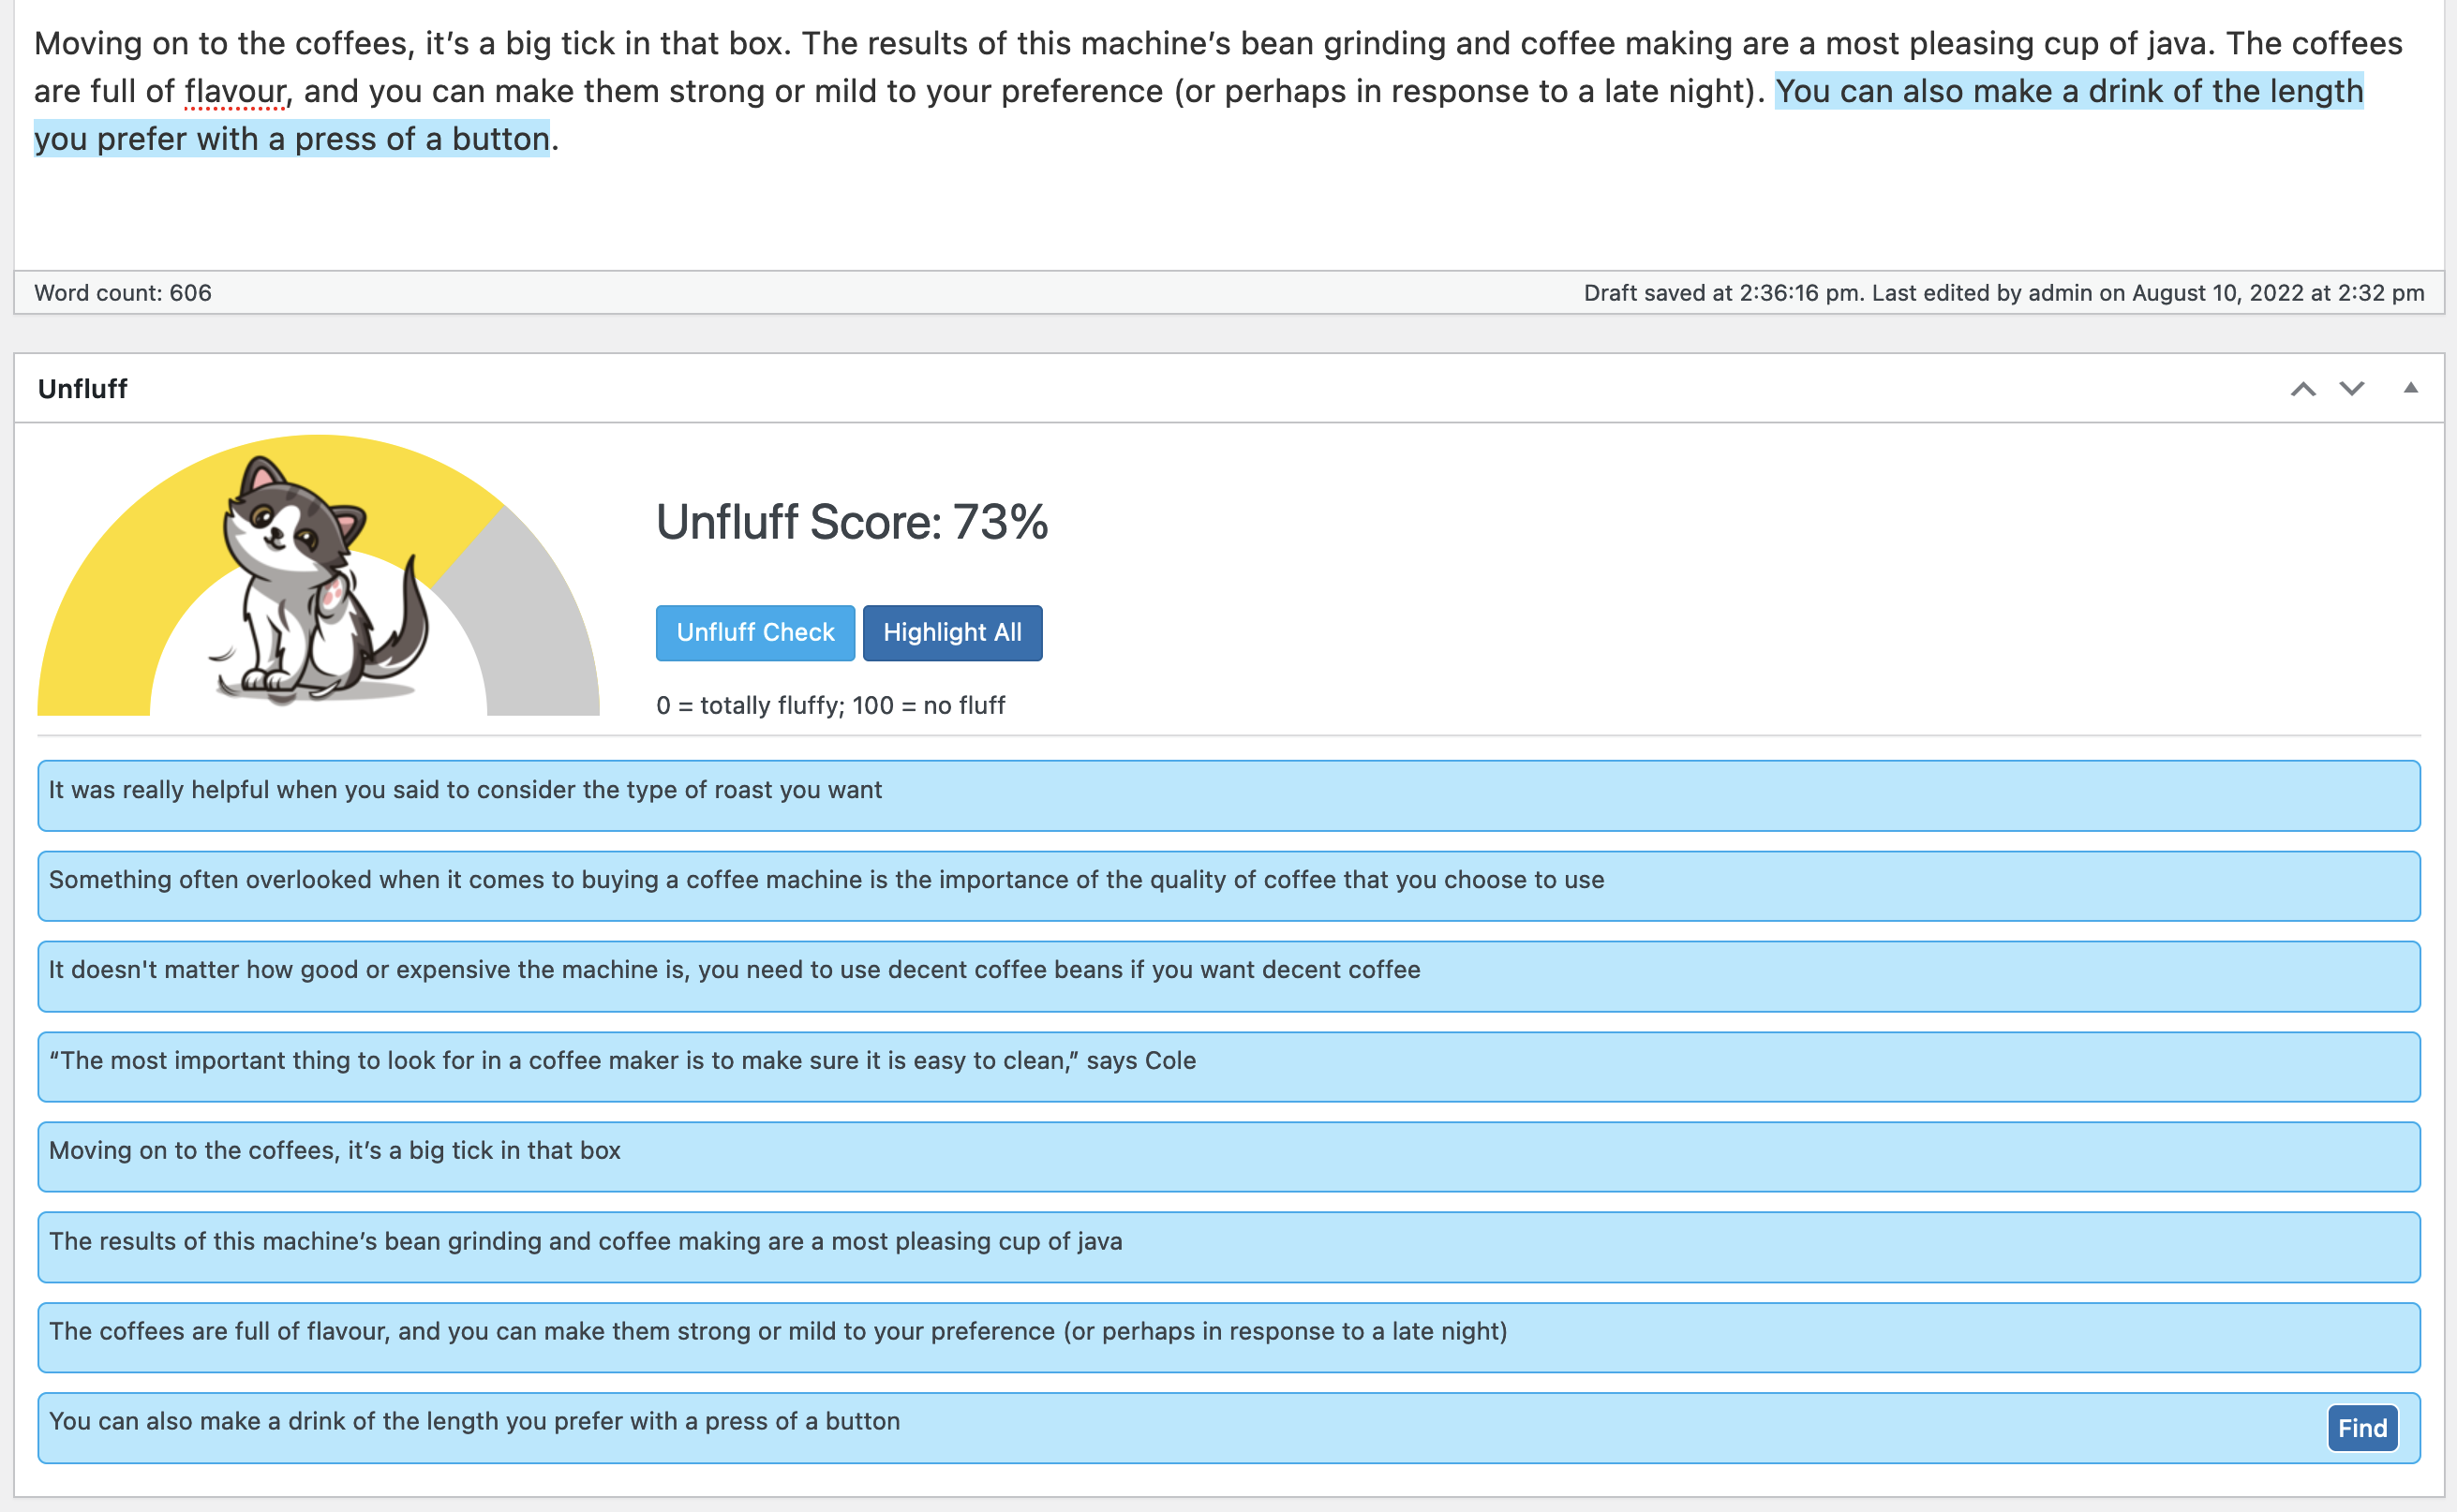 Moving on to the coffees, it’s a big tick in that box. The results of this machine’s bean grinding and coffee making are a most pleasing cup of java. The coffees
are full of flavour, and you can make them strong or mild to your preference (or perhaps in response to a late night). You can also make a drink of the length
you prefer with a press of a button.
Word count: 606
Draft saved at 2:36:16 pm. Last edited by admin on August 10, 2022 at 2:32 pm
Unfluff
Unfluff Score: 73%
Unfluff Check
Highlight All
0 = totally fluffy; 100 = no fluff
It was really helpful when you said to consider the type of roast you want
Something often overlooked when it comes to buying a coffee machine is the importance of the quality of coffee that you choose to use
It doesn't matter how good or expensive the machine is, you need to use decent coffee beans if you want decent coffee
“The most important thing to look for in a coffee maker is to make sure it is easy to clean,” says Cole
Moving on to the coffees, it’s a big tick in that box
The results of this machine’s bean grinding and coffee making are a most pleasing cup of java
The coffees are full of flavour, and you can make them strong or mild to your preference (or perhaps in response to a late night)
You can also make a drink of the length you prefer with a press of a button
Find